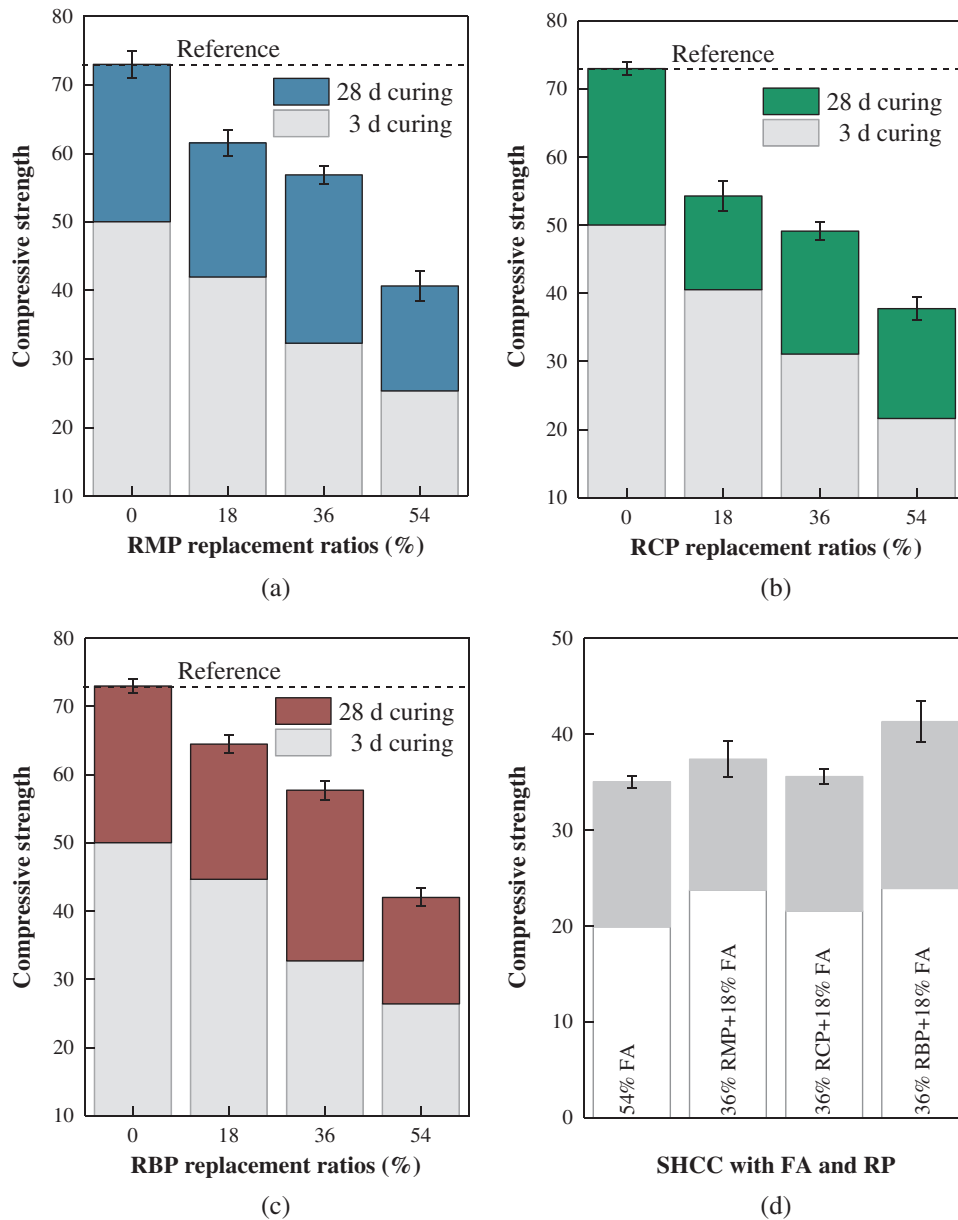 80
70
60
50
40
30
20
10
Compressive strength
Reference
28 d curing
3 d curing
0 18 36 54
RMP replacement ratios (%)
(a)
80
70
60
50
40
30
20
10
Compressive strength
Reference
28 d curing
3 d curing
0 18 36 54
RCP replacement ratios (%)
(b)
80
70
60
50
40
30
20
10
Compressive strength
Reference
28 d curing
3 d curing
0 18 36 54
RBP replacement ratios (%)
(c)
50
40
30
20
10
0
Compressive strength
54% FA
36% RMP+18% FA
36% RCP+18% FA
36% RBP+18% FA
SHCC with FA and RP
(d)